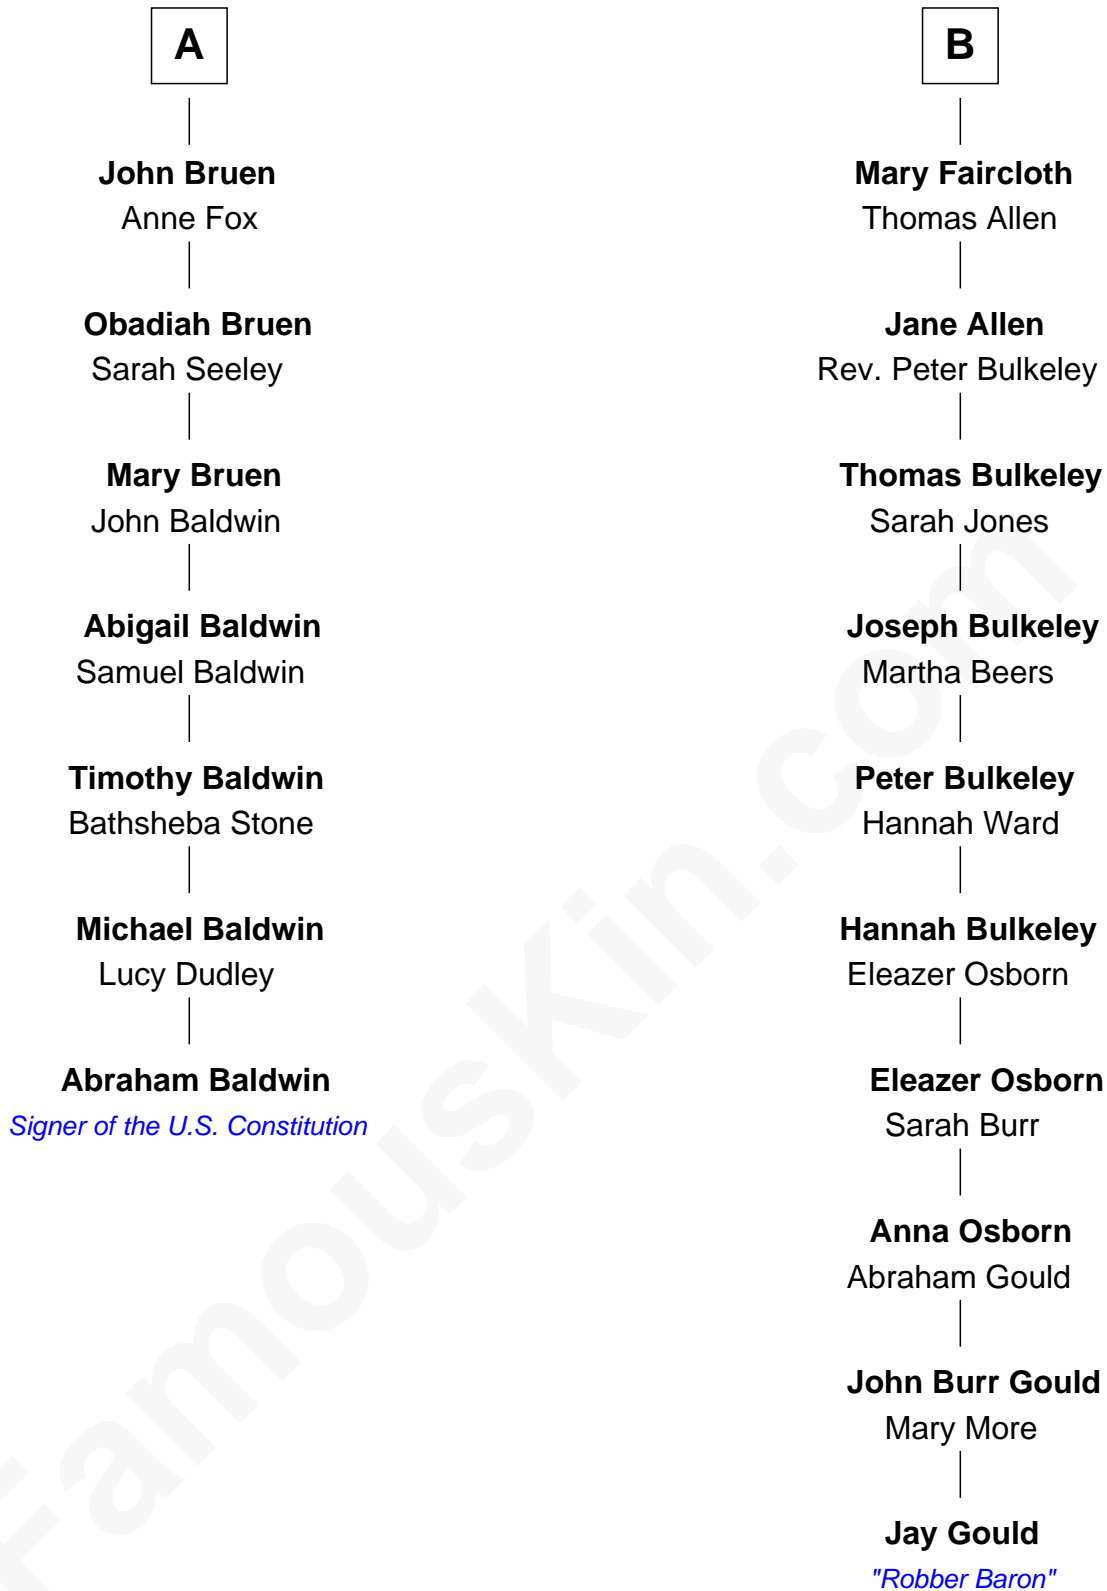 A
John Bruen
Anne Fox
Obadiah Bruen
Sarah Seeley
Mary Bruen
John Baldwin
Abigail Baldwin
Samuel Baldwin
Timothy Baldwin
Bathsheba Stone
Michael Baldwin
Lucy Dudley
Abraham Baldwin
Signer of the U.S. Constitution
B
Mary Faircloth
Thomas Allen
Jane Allen
Rev. Peter Bulkeley
Thomas Bulkeley
Sarah Jones
Joseph Bulkeley
Martha Beers
Peter Bulkeley
Hannah Ward
Hannah Bulkeley
Eleazer Osborn
Eleazer Osborn
Sarah Burr
Anna Osborn
Abraham Gould
John Burr Gould
Mary More
Jay Gould
"Robber Baron"
FamousKin.com